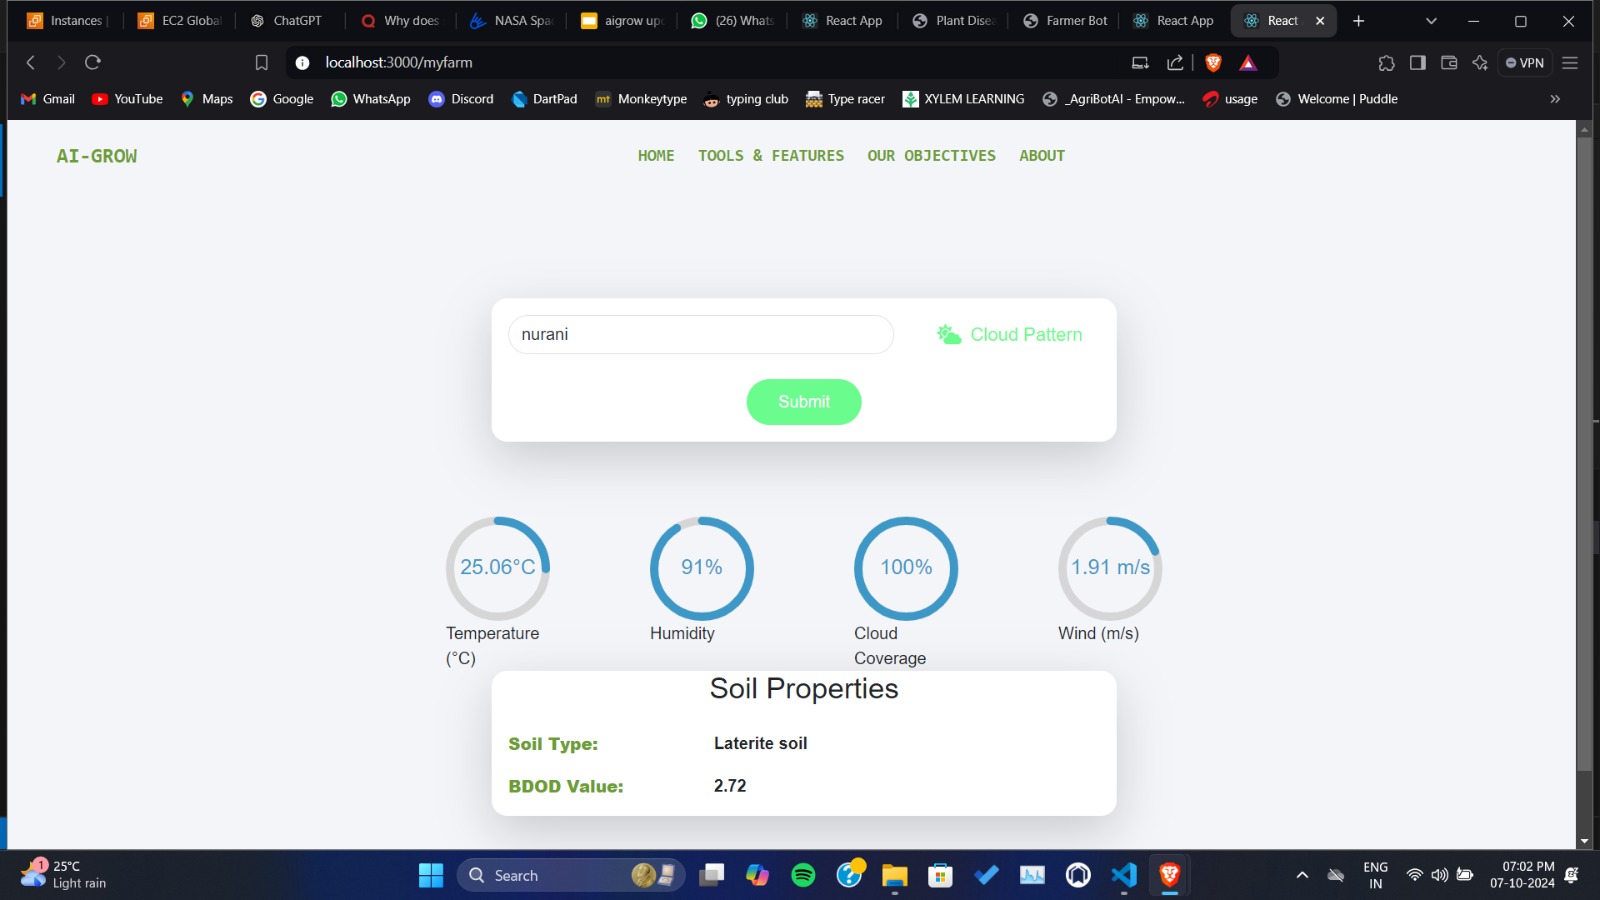 Instances
EC2 Global
ChatGPT
Why does
NASA Spac
aigrow up
(26) Whats
React App
Plant Disea
Farmer Bot
React App
React
localhost:3000/myfarm
VPN
Gmail
YouTube
Maps
Google
WhatsApp
Discord
DartPad
mt Monkeytype
typing club
Type racer
XYLEM LEARNING
_AgriBotAI - Empow...
usage
Welcome | Puddle
AI-GROW
HOME TOOLS & FEATURES OUR OBJECTIVES ABOUT
nurani
Cloud Pattern
Submit
25.06°C
91%
100%
1.91 m/s
Temperature
(°C)
Humidity
Cloud
Coverage
Wind (m/s)
Soil Properties
Soil Type: Laterite soil
BDOD Value: 2.72
1
25°C
Light rain
Search
ENG
IN
07:02 PM
07-10-2024